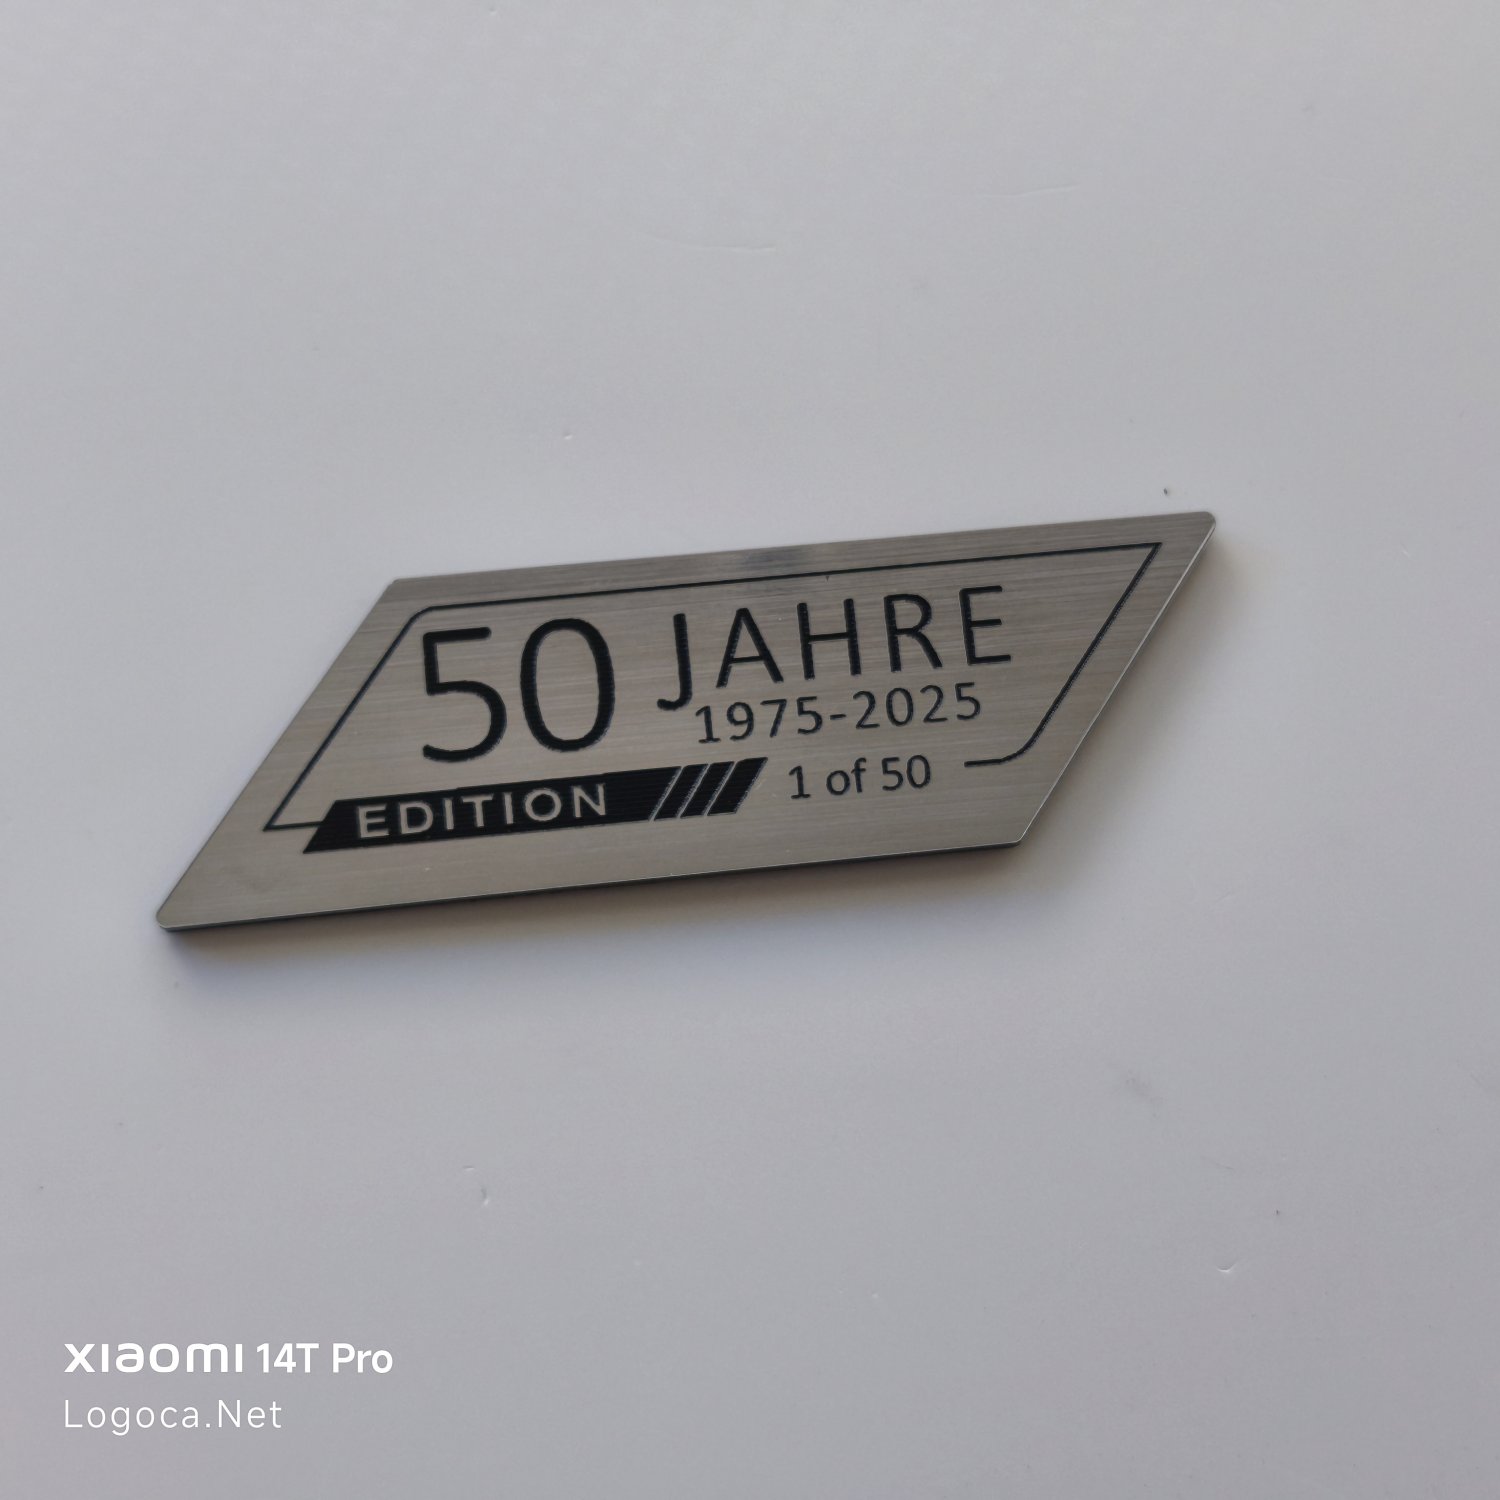 50 JAHRE
1975-2025
EDITION 1 of 50
xiaomi 14T Pro
Logoca.Net